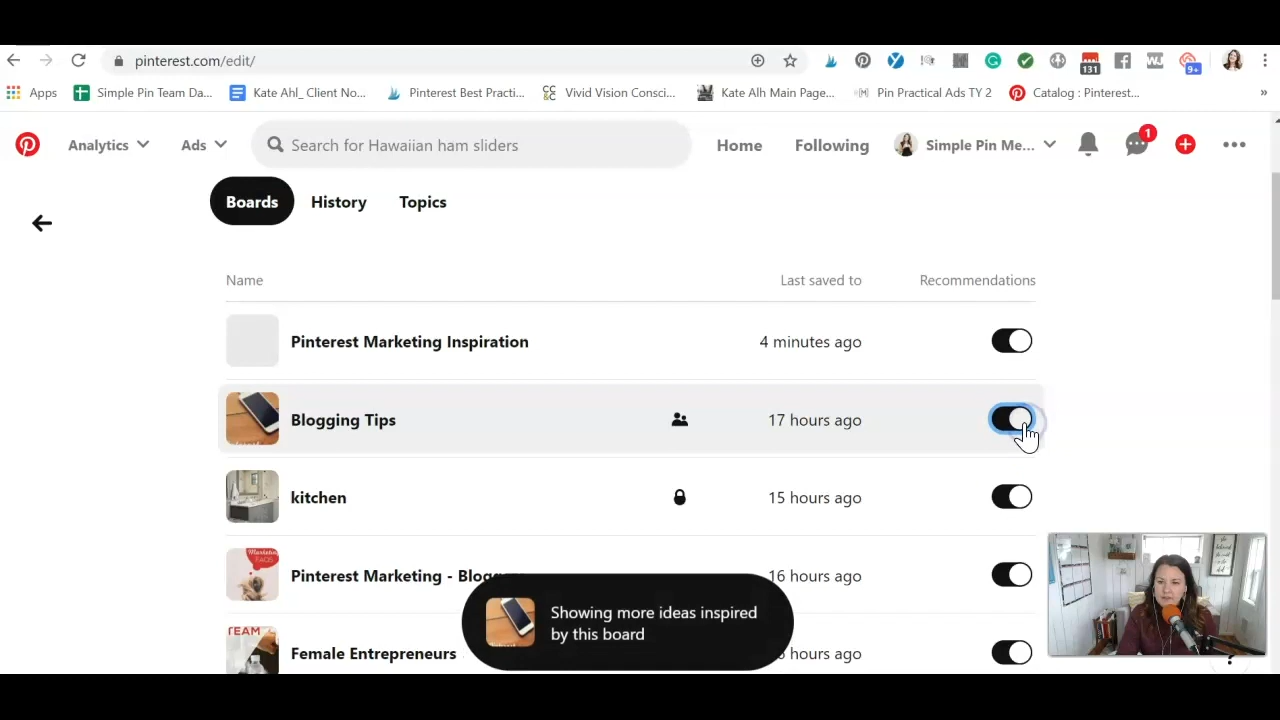 pinterest.com/edit/
131
9+
Apps
Simple Pin Team Da...
Kate Ahl_ Client No...
Pinterest Best Practi...
Vivid Vision Consci...
Kate Alh Main Page...
Pin Practical Ads TY 2
Catalog : Pinterest...
»
Analytics
Ads
Search for Hawaiian ham sliders
Home
Following
Simple Pin Me...
1
Boards
History
Topics
Name
Last saved to
Recommendations
Pinterest Marketing Inspiration
4 minutes ago
Blogging Tips
17 hours ago
kitchen
15 hours ago
Pinterest Marketing -
16 hours ago
Showing more ideas inspired
by this board
TEAM
Female Entrepreneurs
hours ago
?